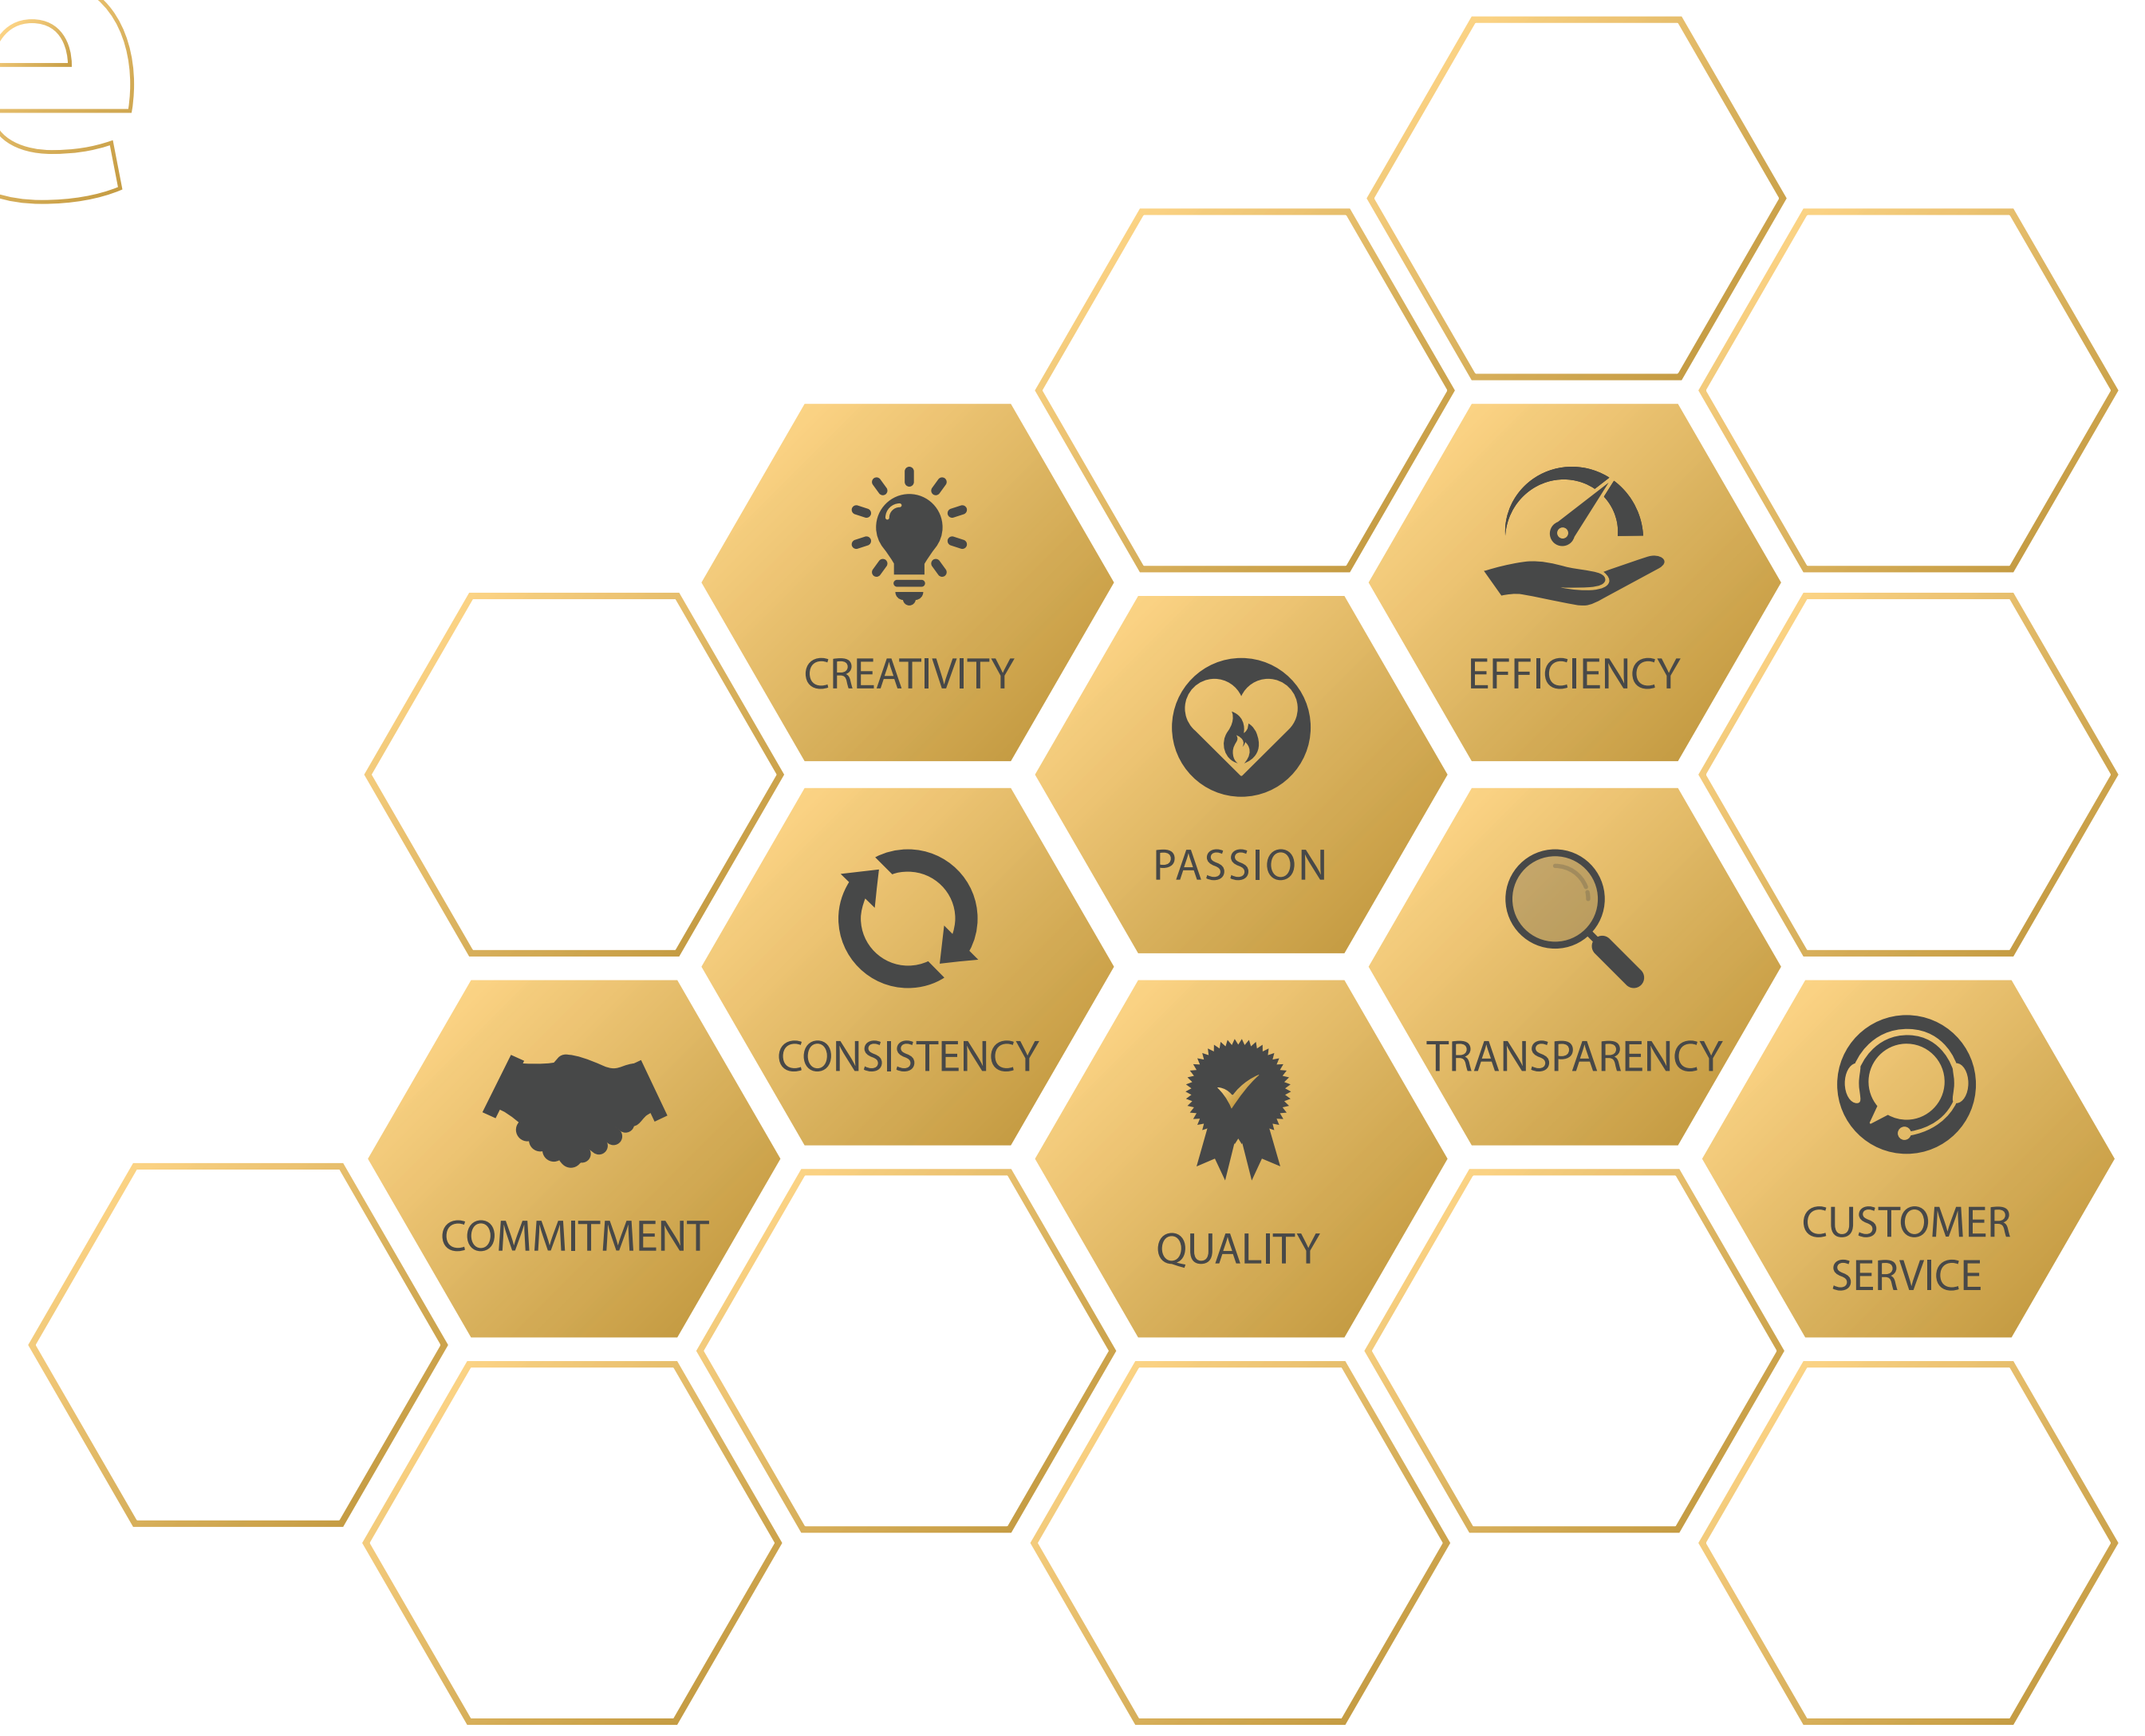 e
CREATIVITY
EFFICIENCY
PASSION
CONSISTENCY
TRANSPARENCY
COMMITMENT
QUALITY
CUSTOMER
SERVICE